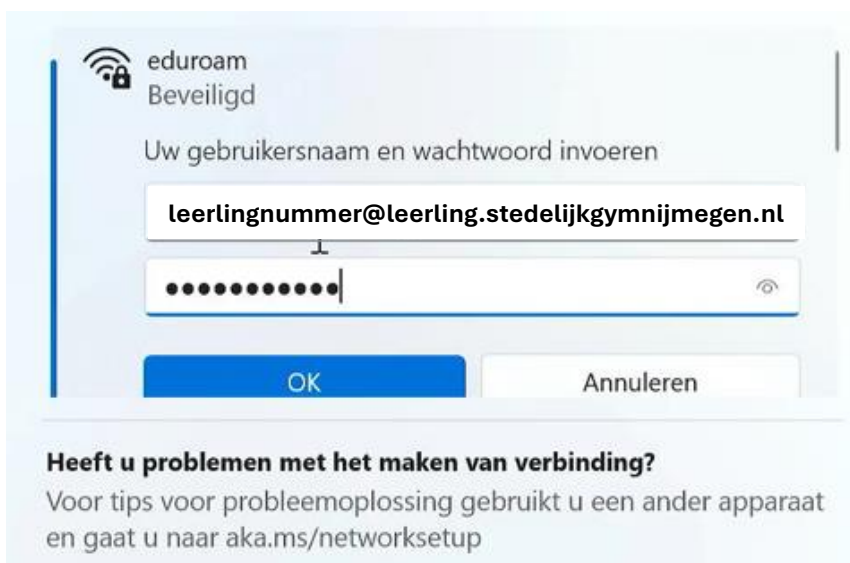 eduroam
Beveiligd
Uw gebruikersnaam en wachtwoord invoeren
leerlingnummer@leerling.stedelijkgymnijmegen.nl
●●●●●●●●●●●
OK
Annuleren
Heeft u problemen met het maken van verbinding?
Voor tips voor probleemoplossing gebruikt u een ander apparaat
en gaat u naar aka.ms/networksetup